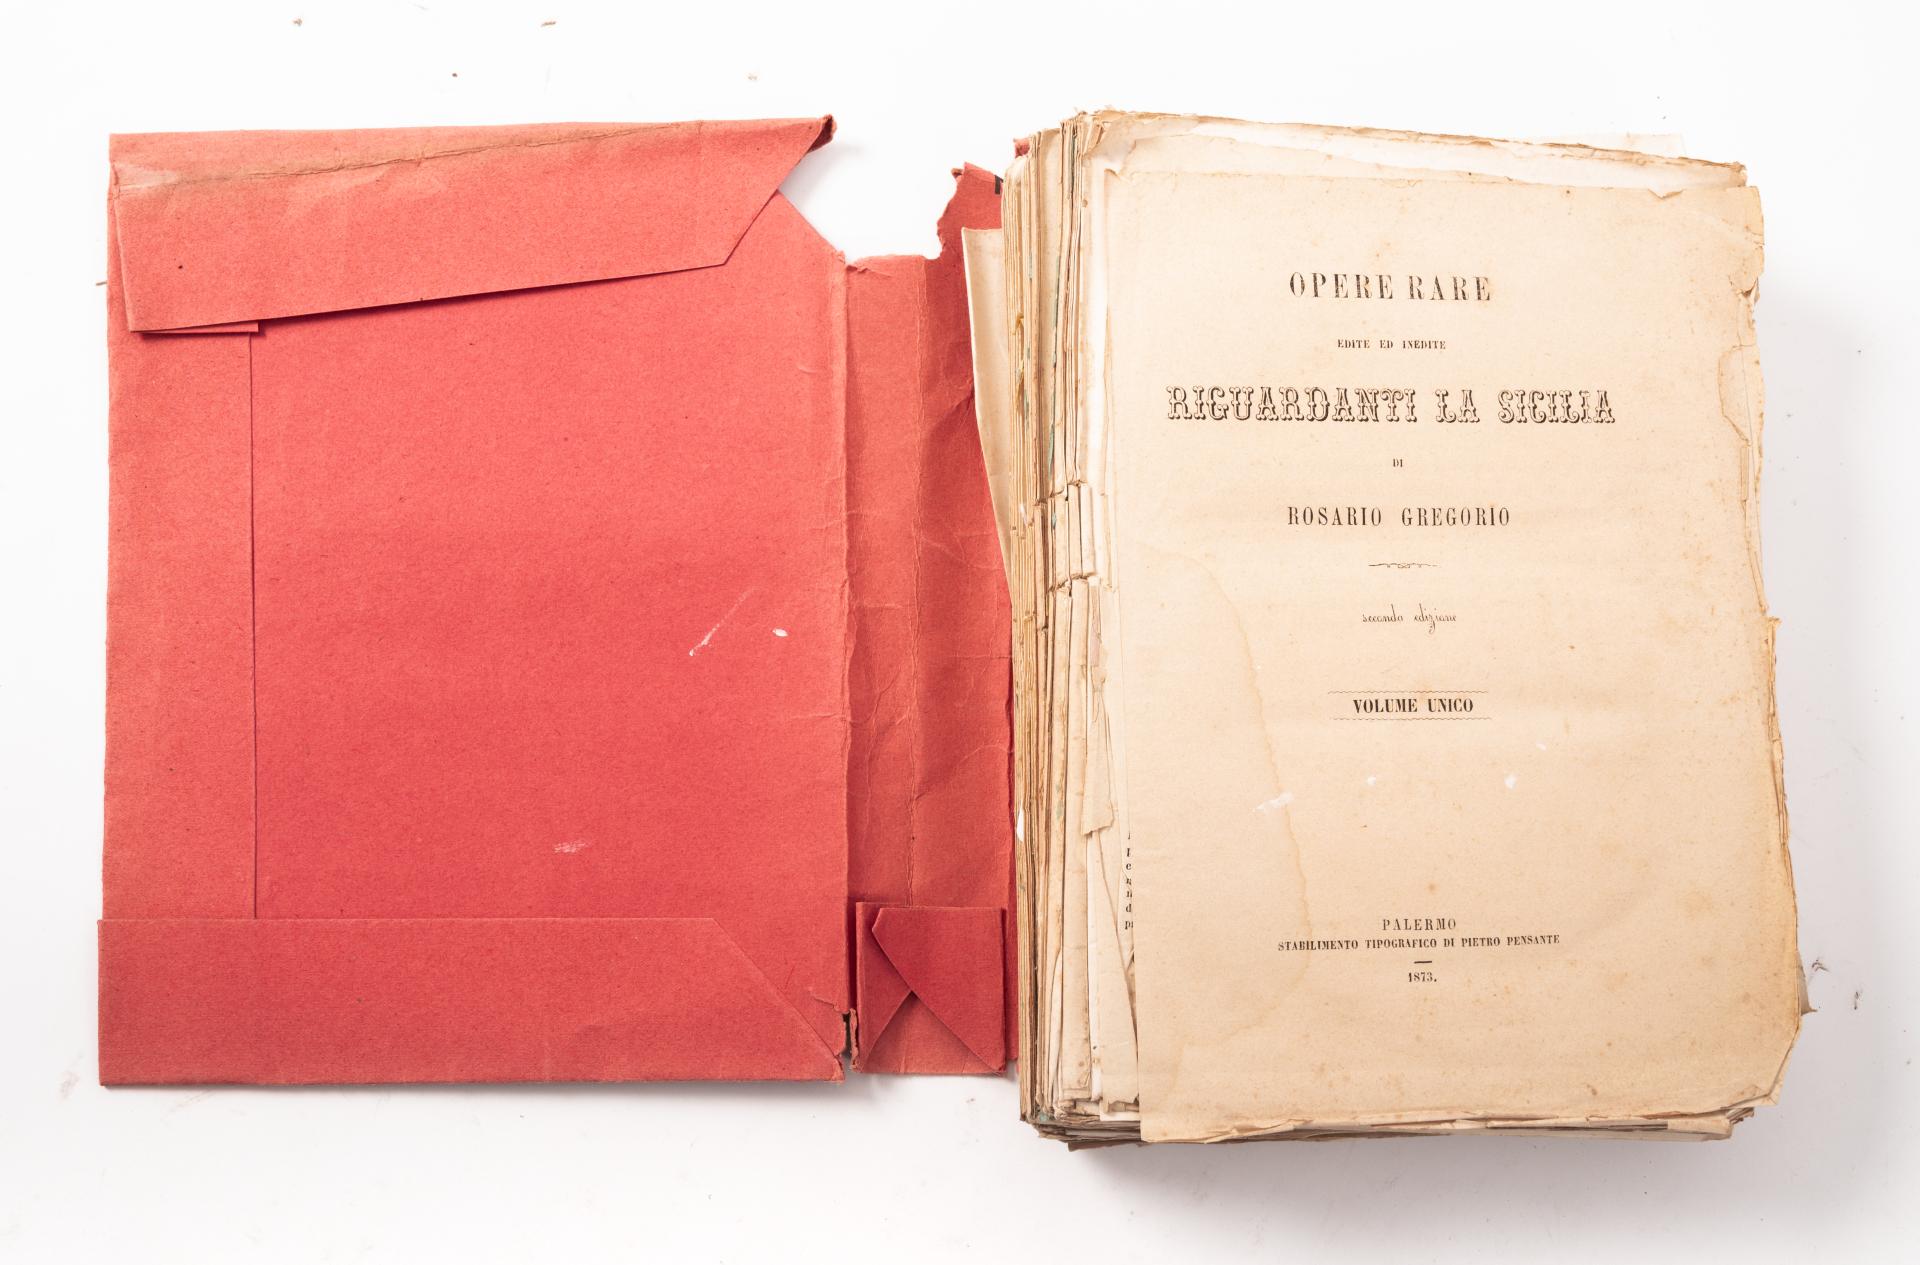 OPERE RARE
EDITE ED INEDITE
RIGUARDANTI LA SICILIA
DI
ROSARIO GREGORIO
seconda edizione
VOLUME UNICO
PALERMO
STABILIMENTO TIPOGRAFICO DI PIETRO PENSANTE
1873.